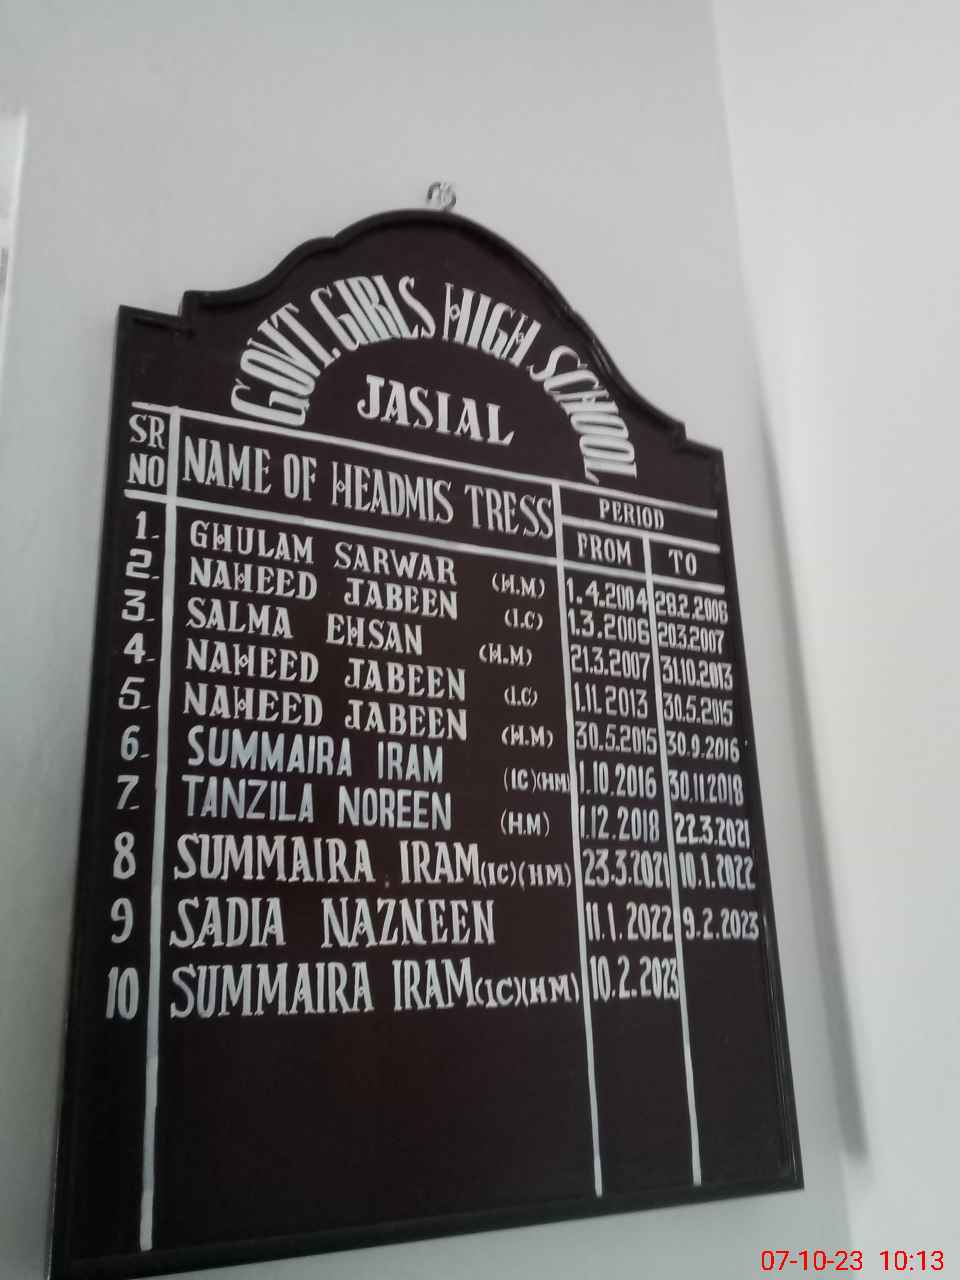 GOVT. GIRLS HIGH SCHOOL
JASIAL
SR NO NAME OF HEADMISTRESS PERIOD
FROM TO
1. GHULAM SARWAR (H.M) 1.4.2004 28.2.2006
2. NAHEED JABEEN (I.C) 1.3.2006 20.3.2007
3. SALMA EHSAN (H.M) 21.3.2007 31.10.2013
4. NAHEED JABEEN (I.C) 1.11.2013 30.5.2015
5. NAHEED JABEEN (H.M) 30.5.2015 30.9.2016
6. SUMMAIRA IRAM (IC)(HM) 1.10.2016 30.11.2018
7. TANZILA NOREEN (H.M) 1.12.2018 22.3.2021
8 SUMMAIRA IRAM (IC)(HM) 23.3.2021 10.1.2022
9 SADIA NAZNEEN 11.1.2022 9.2.2023
10 SUMMAIRA IRAM (IC)(HM) 10.2.2023
07-10-23 10:13